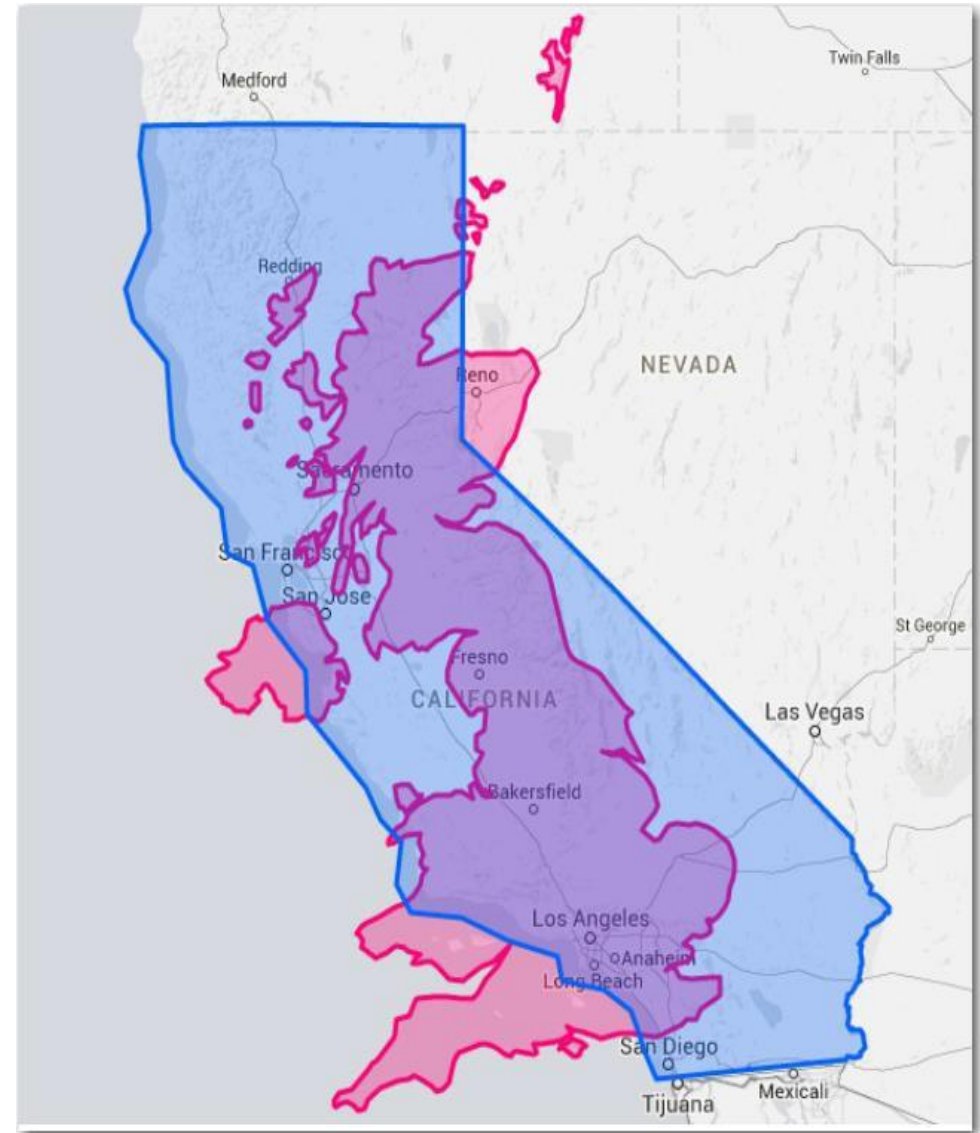 Twin Falls
Medford
Redding
NEVADA
Reno
Sacramento
San Francisco
San Jose
St George
Fresno
CALIFORNIA
Las Vegas
Bakersfield
Los Angeles
Anaheim
Long Beach
San Diego
Mexicali
Tijuana